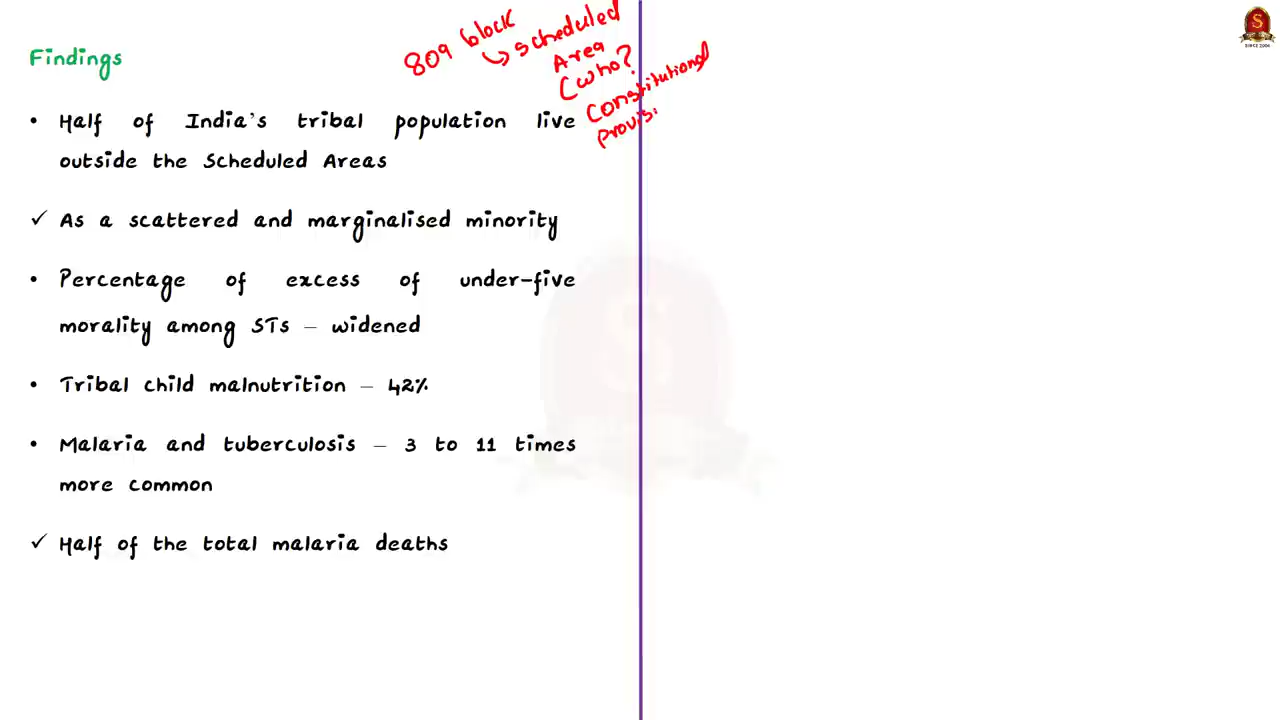 809 block
↳ scheduled
Area
(who?
Constitutional
Provis
Findings
• Half of India's tribal population live
outside the Scheduled Areas
✓ As a scattered and marginalised minority
• Percentage of excess of under-five
morality among STs – widened
• Tribal child malnutrition – 42%
• Malaria and tuberculosis – 3 to 11 times
more common
✓ Half of the total malaria deaths
S
SINCE 2004